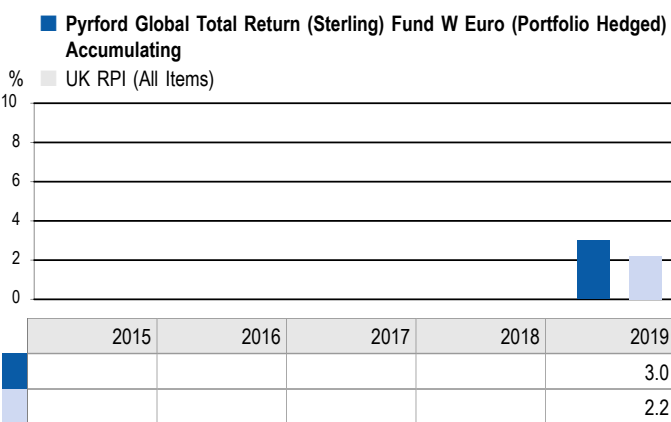 Pyrford Global Total Return (Sterling) Fund W Euro (Portfolio Hedged)
Accumulating
% UK RPI (All Items)
10
8
6
4
2
0
2015 2016 2017 2018 2019
3.0
2.2